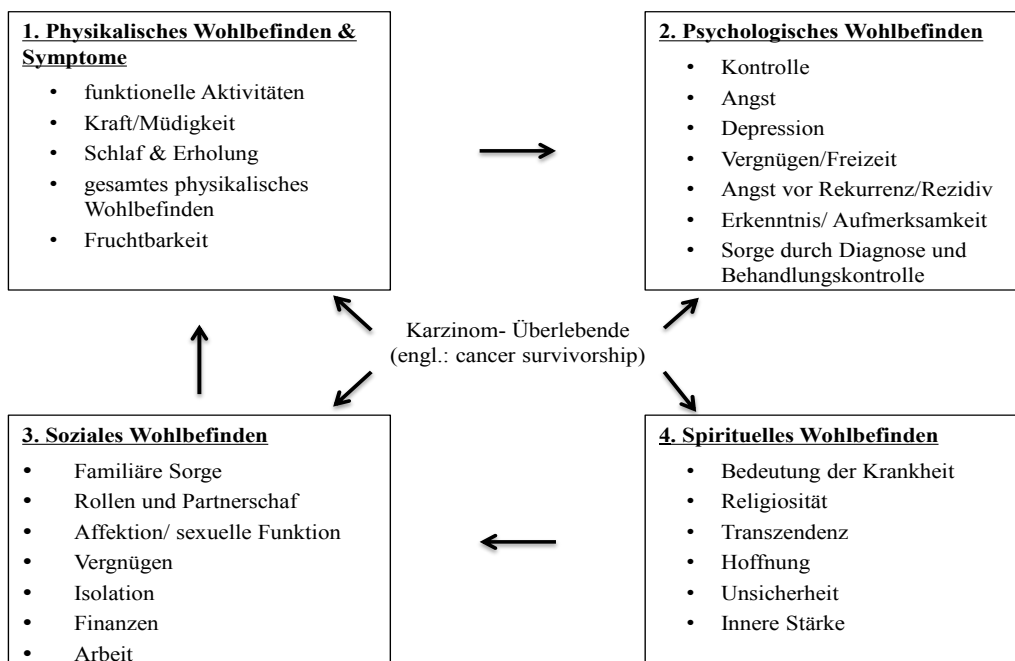 1. Physikalisches Wohlbefinden &
Symptome
• funktionelle Aktivitäten
• Kraft/Müdigkeit
• Schlaf & Erholung
• gesamtes physikalisches
Wohlbefinden
• Fruchtbarkeit
2. Psychologisches Wohlbefinden
• Kontrolle
• Angst
• Depression
• Vergnügen/Freizeit
• Angst vor Rekurrenz/Rezidiv
• Erkenntnis/ Aufmerksamkeit
• Sorge durch Diagnose und
Behandlungskontrolle
Karzinom- Überlebende
(engl.: cancer survivorship)
3. Soziales Wohlbefinden
• Familiäre Sorge
• Rollen und Partnerschaf
• Affektion/ sexuelle Funktion
• Vergnügen
• Isolation
• Finanzen
• Arbeit
4. Spirituelles Wohlbefinden
• Bedeutung der Krankheit
• Religiosität
• Transzendenz
• Hoffnung
• Unsicherheit
• Innere Stärke